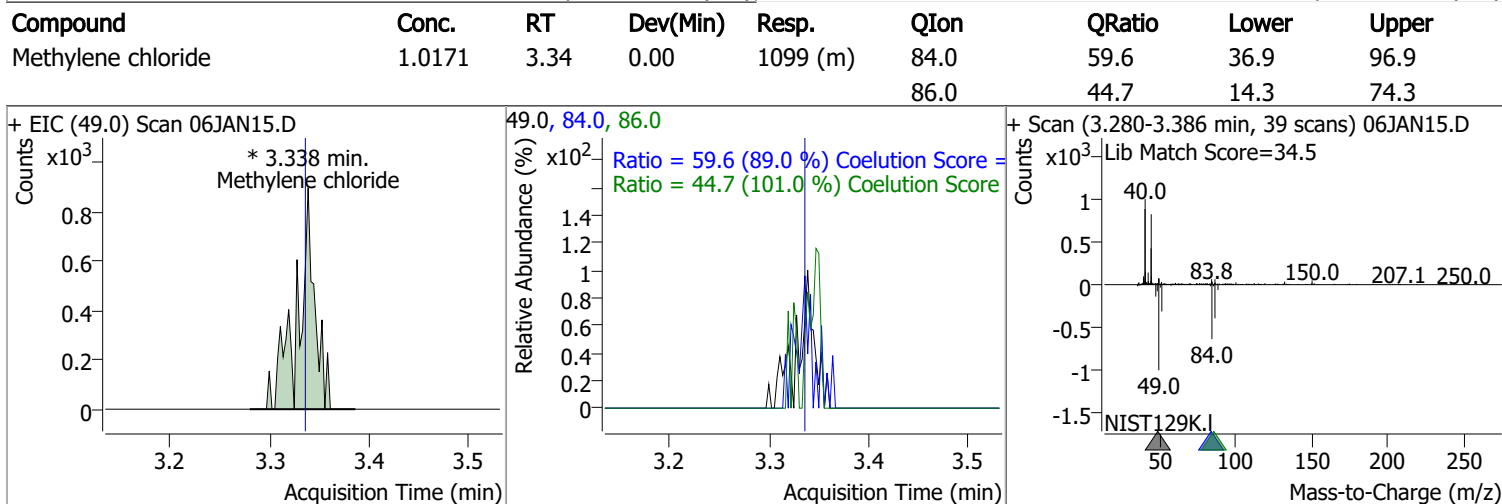 Compound Conc. RT Dev(Min) Resp. QIon QRatio Lower Upper
Methylene chloride 1.0171 3.34 0.00 1099 (m) 84.0 59.6 36.9 96.9
86.0 44.7 14.3 74.3
+ EIC (49.0) Scan 06JAN15.D
Counts
x10³
* 3.338 min.
Methylene chloride
0.8
0.6
0.4
0.2
0
3.2 3.3 3.4 3.5
Acquisition Time (min)
49.0, 84.0, 86.0
Relative Abundance (%)
x10²
Ratio = 59.6 (89.0 %) Coelution Score =
Ratio = 44.7 (101.0 %) Coelution Score
1.4
1.2
1
0.8
0.6
0.4
0.2
0
3.2 3.3 3.4 3.5
Acquisition Time (min)
+ Scan (3.280-3.386 min, 39 scans) 06JAN15.D
Counts
x10³
Lib Match Score=34.5
40.0
1
0.5
83.8 150.0 207.1 250.0
0
-0.5
84.0
-1
49.0
-1.5
NIST129K.l
50 100 150 200 250
Mass-to-Charge (m/z)